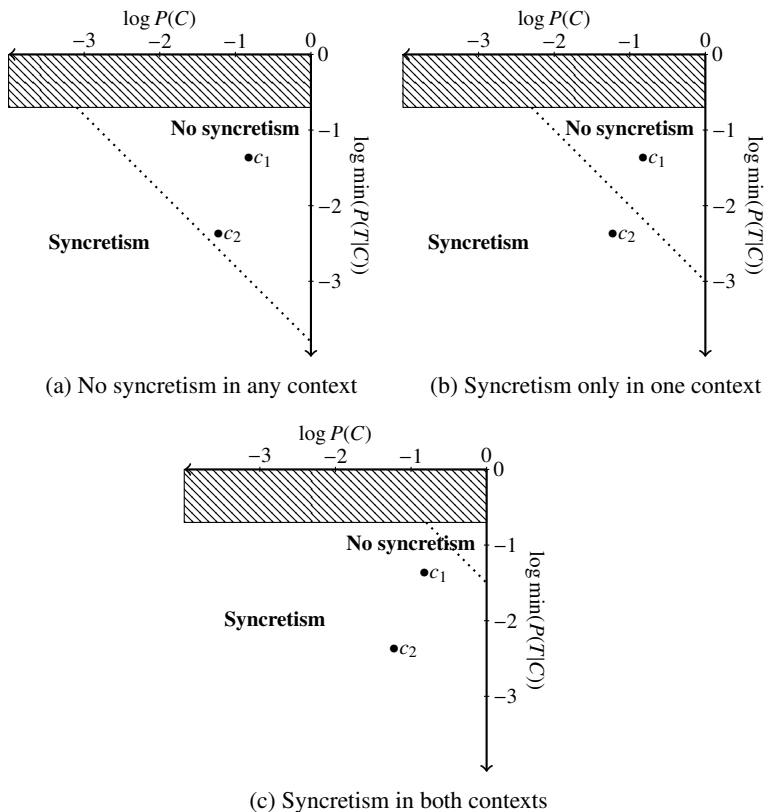 log P(C)
−3 −2 −1 0
0
No syncretism
−1
c1
−2
Syncretism
c2
−3
log min(P(T|C))
(a) No syncretism in any context
log P(C)
−3 −2 −1 0
0
No syncretism
−1
c1
−2
Syncretism
c2
−3
log min(P(T|C))
(b) Syncretism only in one context
log P(C)
−3 −2 −1 0
0
No syncretism
−1
c1
−2
Syncretism
c2
−3
log min(P(T|C))
(c) Syncretism in both contexts